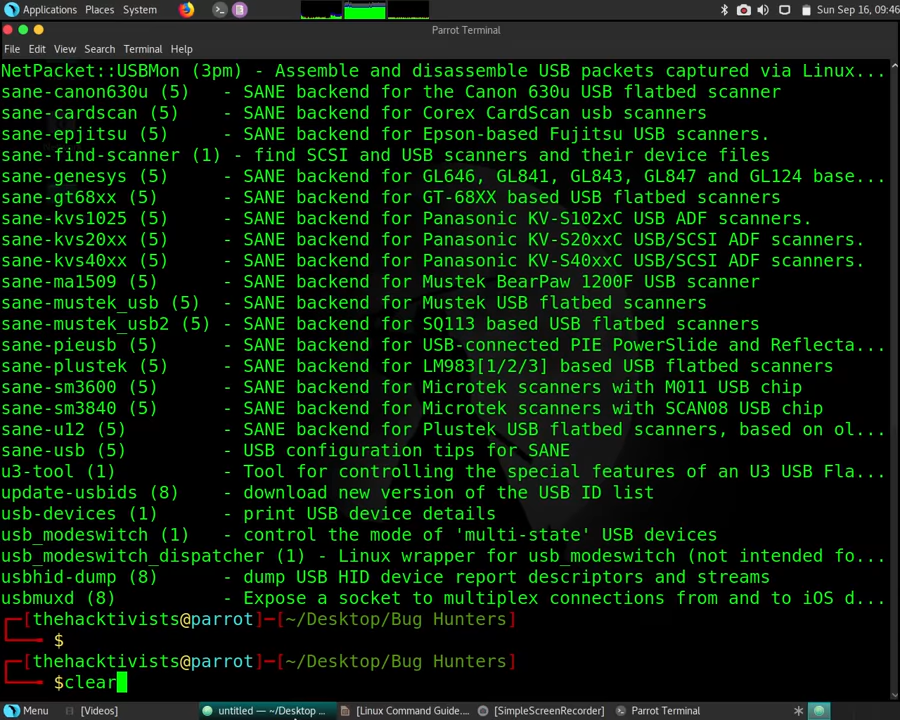 Applications Places System Sun Sep 16, 09:46
Parrot Terminal
File Edit View Search Terminal Help
NetPacket::USBMon (3pm) - Assemble and disassemble USB packets captured via Linux...
sane-canon630u (5) - SANE backend for the Canon 630u USB flatbed scanner
sane-cardscan (5) - SANE backend for Corex CardScan usb scanners
sane-epjitsu (5) - SANE backend for Epson-based Fujitsu USB scanners.
sane-find-scanner (1) - find SCSI and USB scanners and their device files
sane-genesys (5) - SANE backend for GL646, GL841, GL843, GL847 and GL124 base...
sane-gt68xx (5) - SANE backend for GT-68XX based USB flatbed scanners
sane-kvs1025 (5) - SANE backend for Panasonic KV-S102xC USB ADF scanners.
sane-kvs20xx (5) - SANE backend for Panasonic KV-S20xxC USB/SCSI ADF scanners.
sane-kvs40xx (5) - SANE backend for Panasonic KV-S40xxC USB/SCSI ADF scanners.
sane-ma1509 (5) - SANE backend for Mustek BearPaw 1200F USB scanner
sane-mustek_usb (5) - SANE backend for Mustek USB flatbed scanners
sane-mustek_usb2 (5) - SANE backend for SQ113 based USB flatbed scanners
sane-pieusb (5) - SANE backend for USB-connected PIE PowerSlide and Reflecta...
sane-plustek (5) - SANE backend for LM983[1/2/3] based USB flatbed scanners
sane-sm3600 (5) - SANE backend for Microtek scanners with M011 USB chip
sane-sm3840 (5) - SANE backend for Microtek scanners with SCAN08 USB chip
sane-u12 (5) - SANE backend for Plustek USB flatbed scanners, based on ol...
sane-usb (5) - USB configuration tips for SANE
u3-tool (1) - Tool for controlling the special features of an U3 USB Fla...
update-usbids (8) - download new version of the USB ID list
usb-devices (1) - print USB device details
usb_modeswitch (1) - control the mode of 'multi-state' USB devices
usb_modeswitch_dispatcher (1) - Linux wrapper for usb_modeswitch (not intended fo...
usbhid-dump (8) - dump USB HID device report descriptors and streams
usbmuxd (8) - Expose a socket to multiplex connections from and to iOS d...
┌─[thehacktivists@parrot]─[~/Desktop/Bug Hunters]
└──╼ $
┌─[thehacktivists@parrot]─[~/Desktop/Bug Hunters]
└──╼ $clear
Menu [Videos] untitled — ~/Desktop ... [Linux Command Guide.... [SimpleScreenRecorder] Parrot Terminal